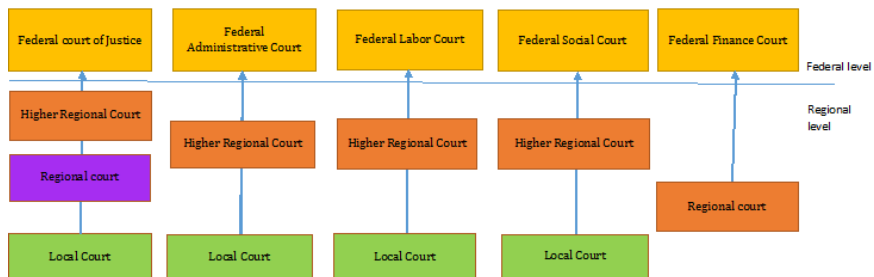 Federal court of Justice
Federal
Administrative Court
Federal Labor Court
Federal Social Court
Federal Finance Court
Federal level
Regional
level
Higher Regional Court
Higher Regional Court
Higher Regional Court
Higher Regional Court
Regional court
Regional court
Local Court
Local Court
Local Court
Local Court